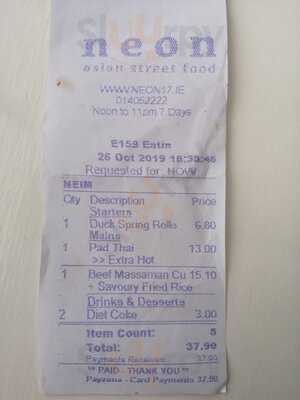 neon
asian street food
WWW.NEON17.IE
014052222
Noon to 11pm 7 Days
E159 Eatin
26 Oct 2019 18:30:46
Requested for: NOW
NEIM
Qty Description Price
Starters
1 Duck Spring Rolls 6.80
Mains
1 Pad Thai 13.00
>> Extra Hot
1 Beef Massaman Cu 15.10
+ Savoury Fried Rice
Drinks & Desserts
2 Diet Coke 3.00
Item Count: 5
Total: 37.90
Payments Received 37.90
** PAID - THANK YOU **
Payzone - Card Payments 37.90